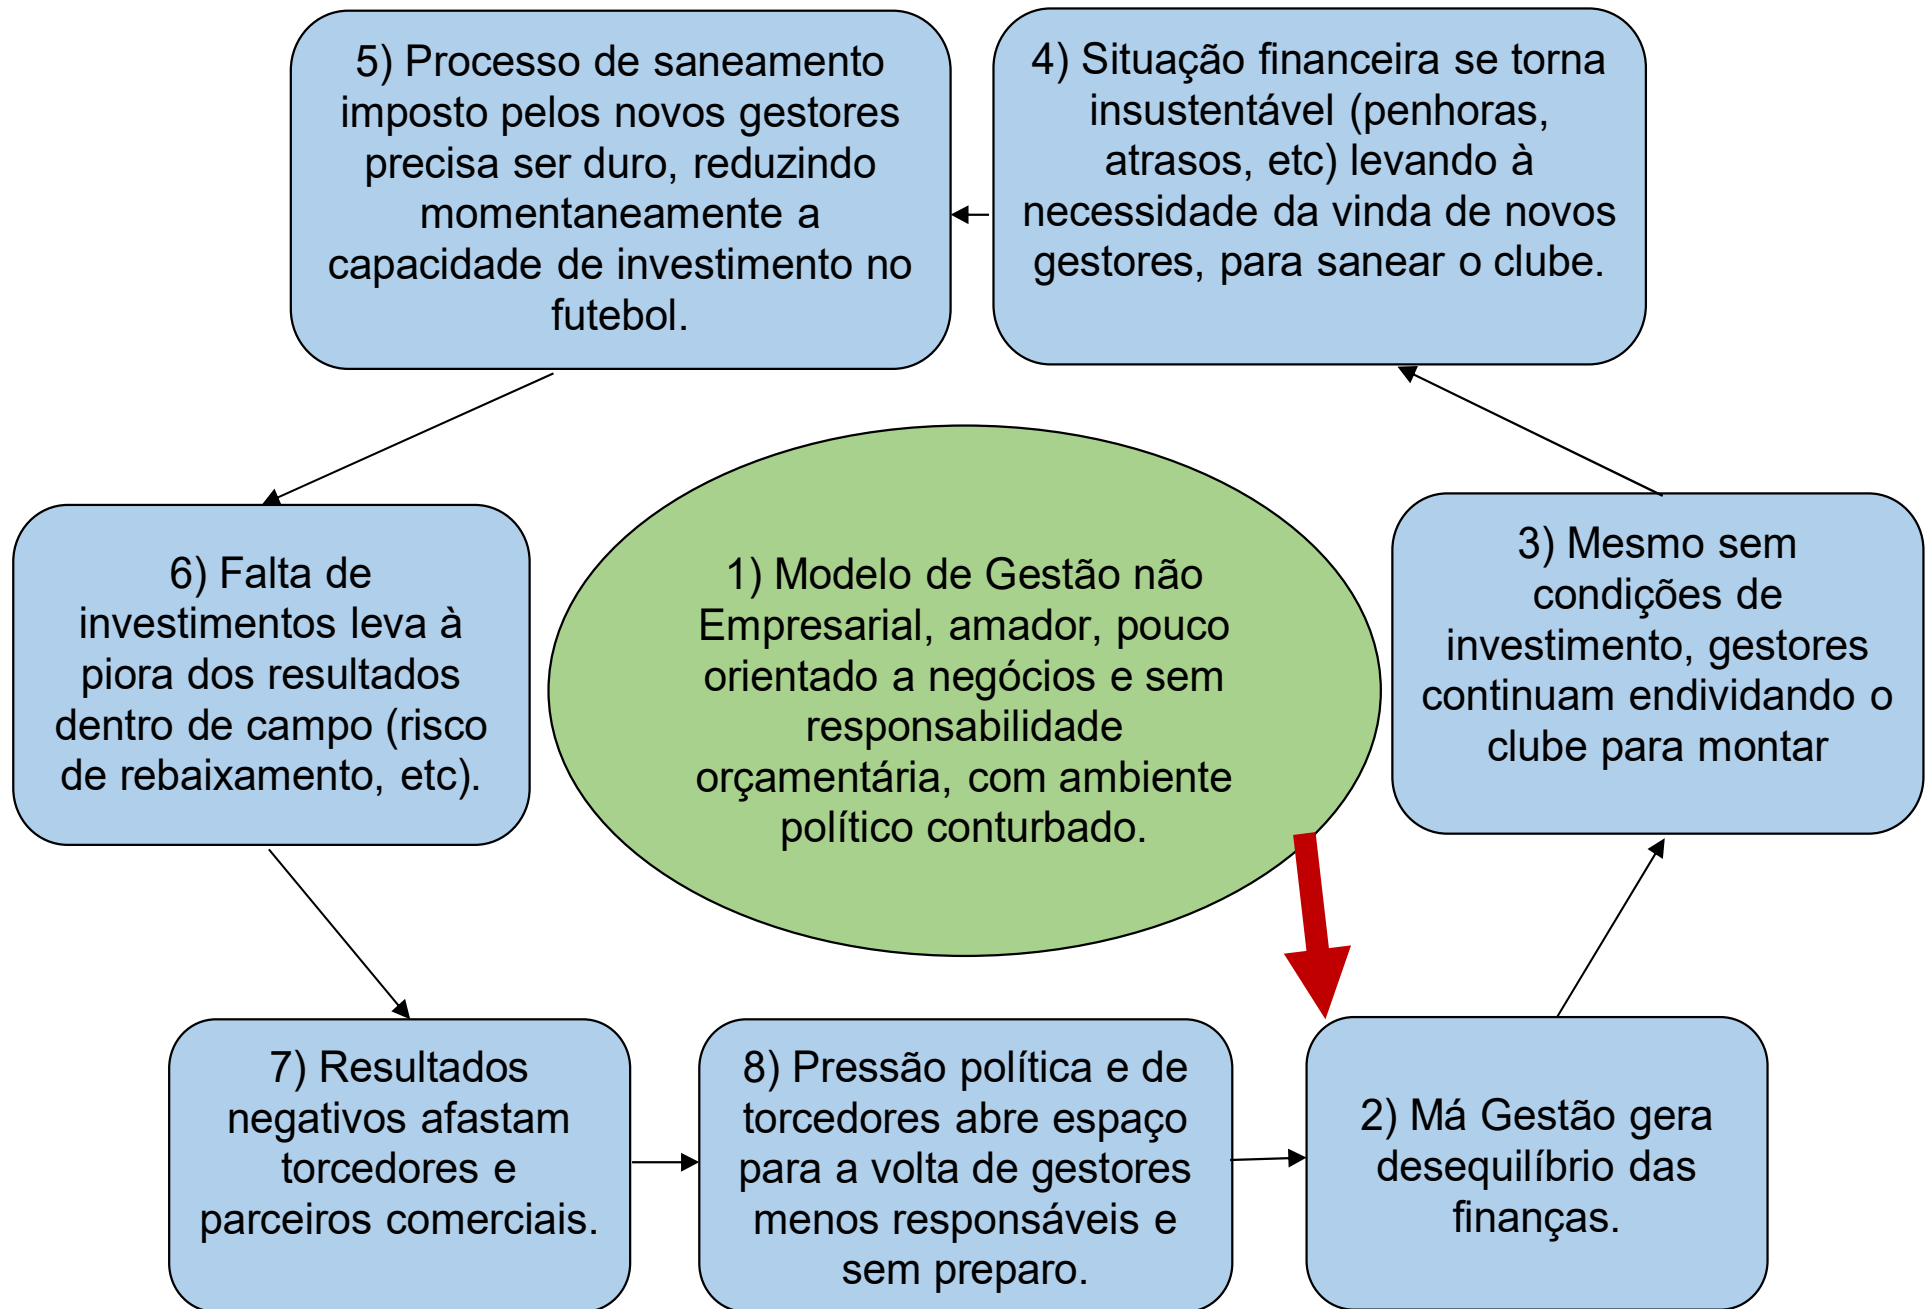 5) Processo de saneamento
imposto pelos novos gestores
precisa ser duro, reduzindo
momentaneamente a
capacidade de investimento no
futebol.
4) Situação financeira se torna
insustentável (penhoras,
atrasos, etc) levando à
necessidade da vinda de novos
gestores, para sanear o clube.
6) Falta de
investimentos leva à
piora dos resultados
dentro de campo (risco
de rebaixamento, etc).
1) Modelo de Gestão não
Empresarial, amador, pouco
orientado a negócios e sem
responsabilidade
orçamentária, com ambiente
político conturbado.
3) Mesmo sem
condições de
investimento, gestores
continuam endividando o
clube para montar
7) Resultados
negativos afastam
torcedores e
parceiros comerciais.
8) Pressão política e de
torcedores abre espaço
para a volta de gestores
menos responsáveis e
sem preparo.
2) Má Gestão gera
desequilíbrio das
finanças.